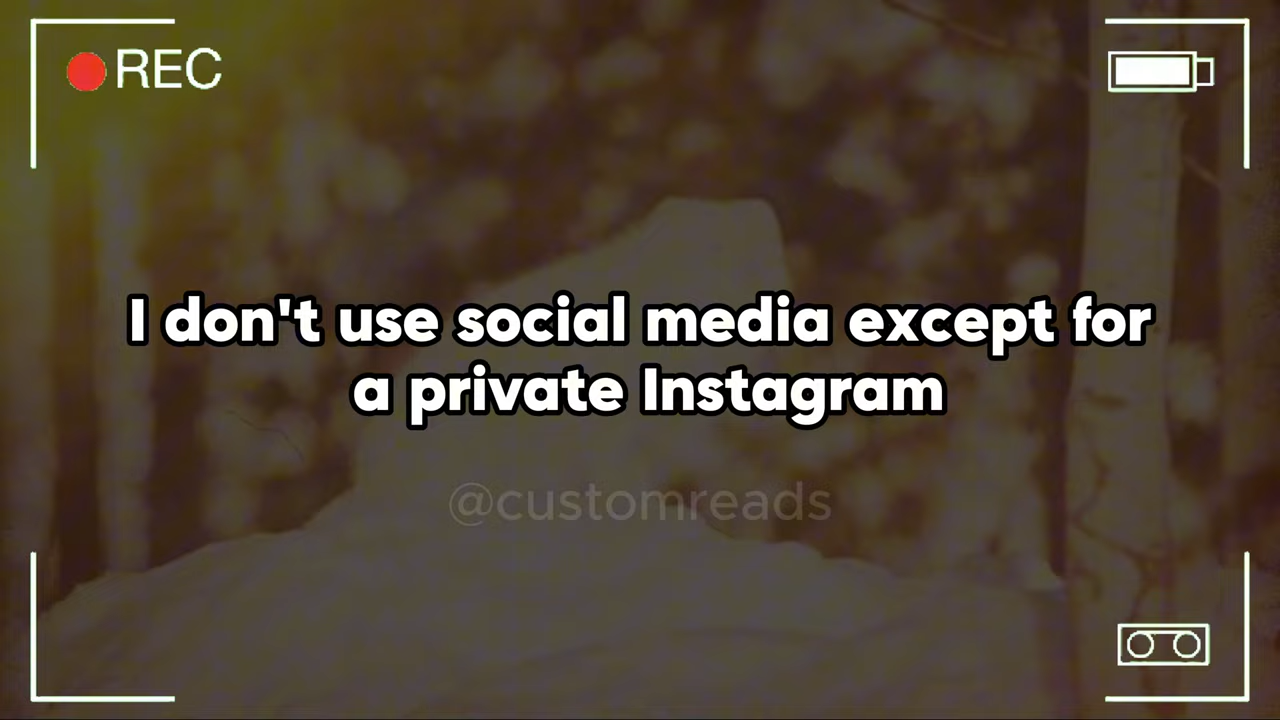 REC
I don't use social media except for
a private Instagram
@customreads